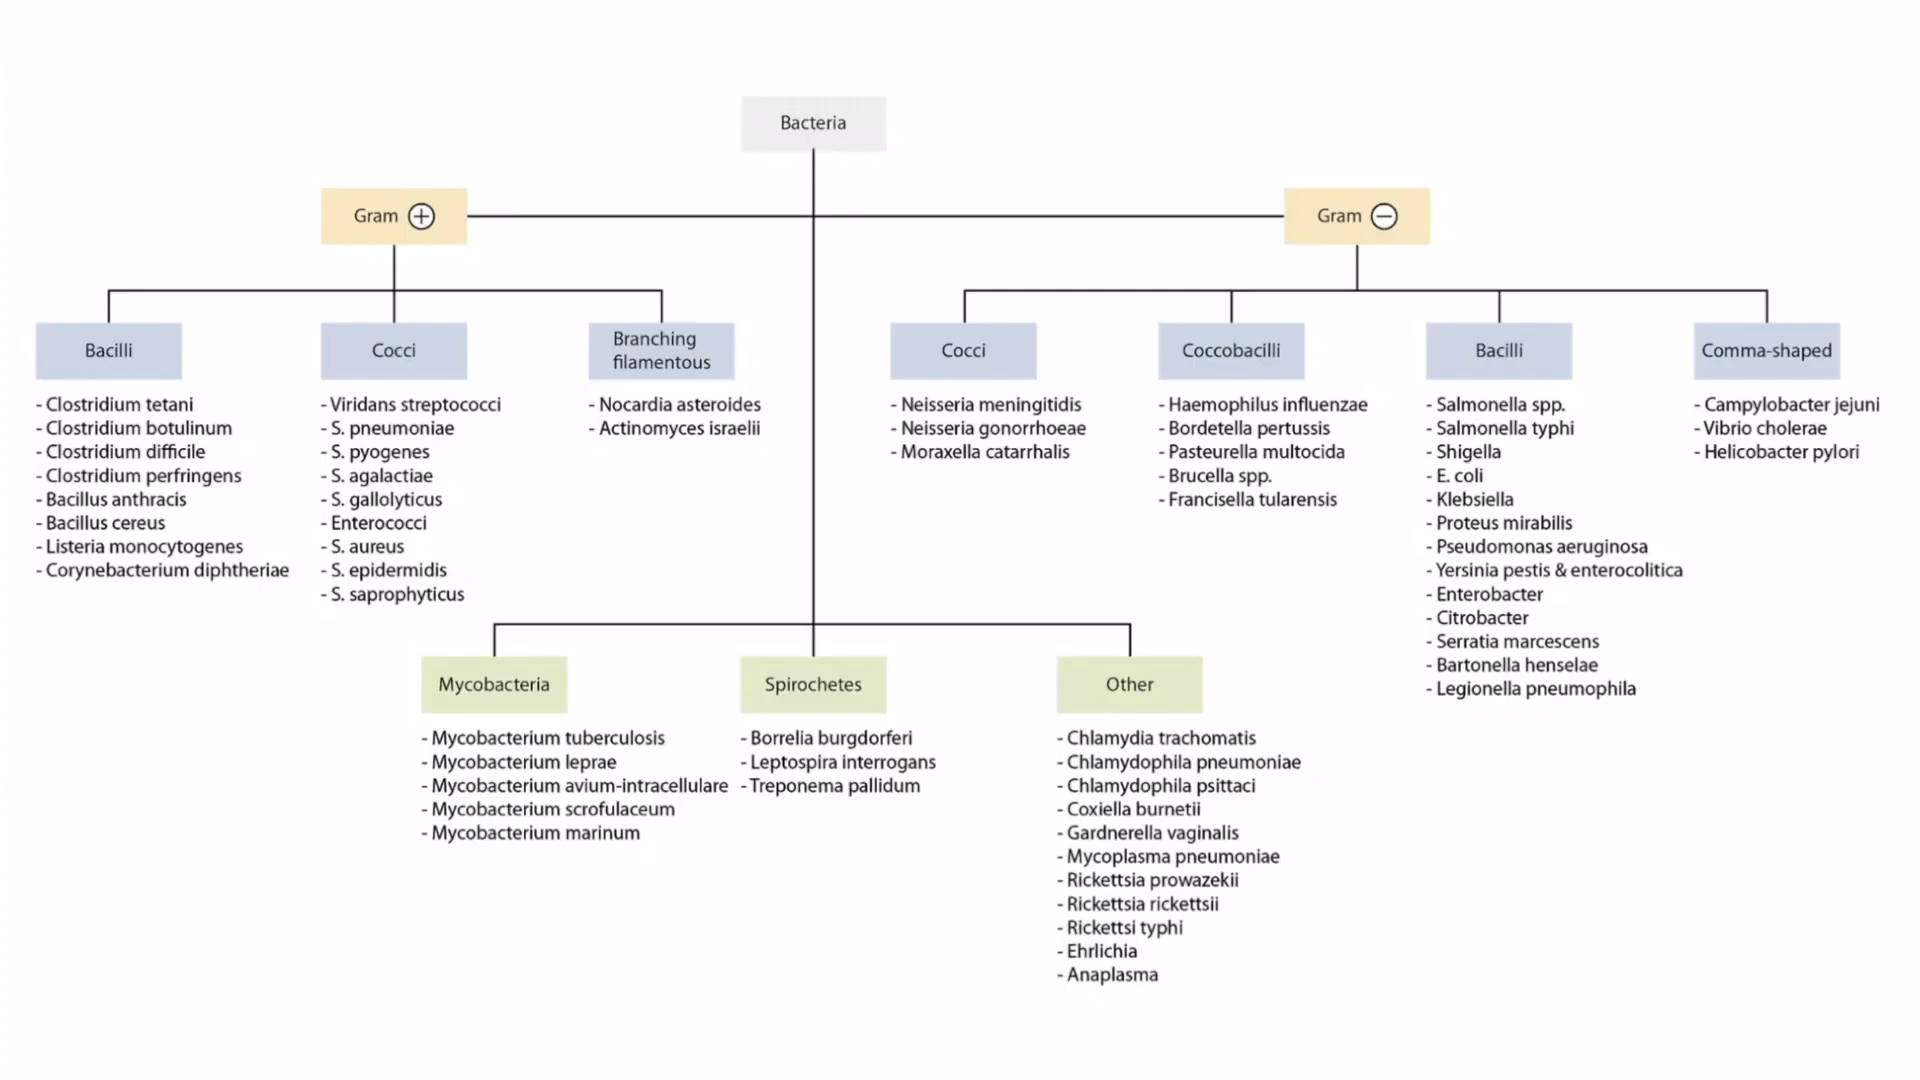 Bacteria
Gram +
Gram −
Bacilli
- Clostridium tetani
- Clostridium botulinum
- Clostridium difficile
- Clostridium perfringens
- Bacillus anthracis
- Bacillus cereus
- Listeria monocytogenes
- Corynebacterium diphtheriae
Cocci
- Viridans streptococci
- S. pneumoniae
- S. pyogenes
- S. agalactiae
- S. gallolyticus
- Enterococci
- S. aureus
- S. epidermidis
- S. saprophyticus
Branching
filamentous
- Nocardia asteroides
- Actinomyces israelii
Cocci
- Neisseria meningitidis
- Neisseria gonorrhoeae
- Moraxella catarrhalis
Coccobacilli
- Haemophilus influenzae
- Bordetella pertussis
- Pasteurella multocida
- Brucella spp.
- Francisella tularensis
Bacilli
- Salmonella spp.
- Salmonella typhi
- Shigella
- E. coli
- Klebsiella
- Proteus mirabilis
- Pseudomonas aeruginosa
- Yersinia pestis & enterocolitica
- Enterobacter
- Citrobacter
- Serratia marcescens
- Bartonella henselae
- Legionella pneumophila
Comma-shaped
- Campylobacter jejuni
- Vibrio cholerae
- Helicobacter pylori
Mycobacteria
- Mycobacterium tuberculosis
- Mycobacterium leprae
- Mycobacterium avium-intracellulare
- Mycobacterium scrofulaceum
- Mycobacterium marinum
Spirochetes
- Borrelia burgdorferi
- Leptospira interrogans
- Treponema pallidum
Other
- Chlamydia trachomatis
- Chlamydophila pneumoniae
- Chlamydophila psittaci
- Coxiella burnetii
- Gardnerella vaginalis
- Mycoplasma pneumoniae
- Rickettsia prowazekii
- Rickettsia rickettsii
- Rickettsi typhi
- Ehrlichia
- Anaplasma